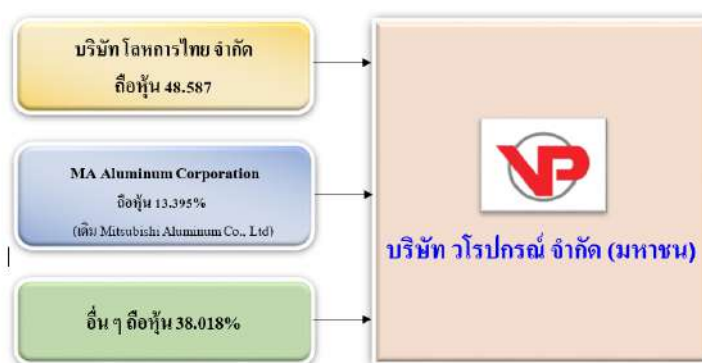 บริษัท โลหการไทย จำกัด
ถือหุ้น 48.587
MA Aluminum Corporation
ถือหุ้น 13.395%
(เดิม Mitsubishi Aluminum Co., Ltd)
อื่น ๆ ถือหุ้น 38.018%
VP
บริษัท วโรปกรณ์ จำกัด (มหาชน)